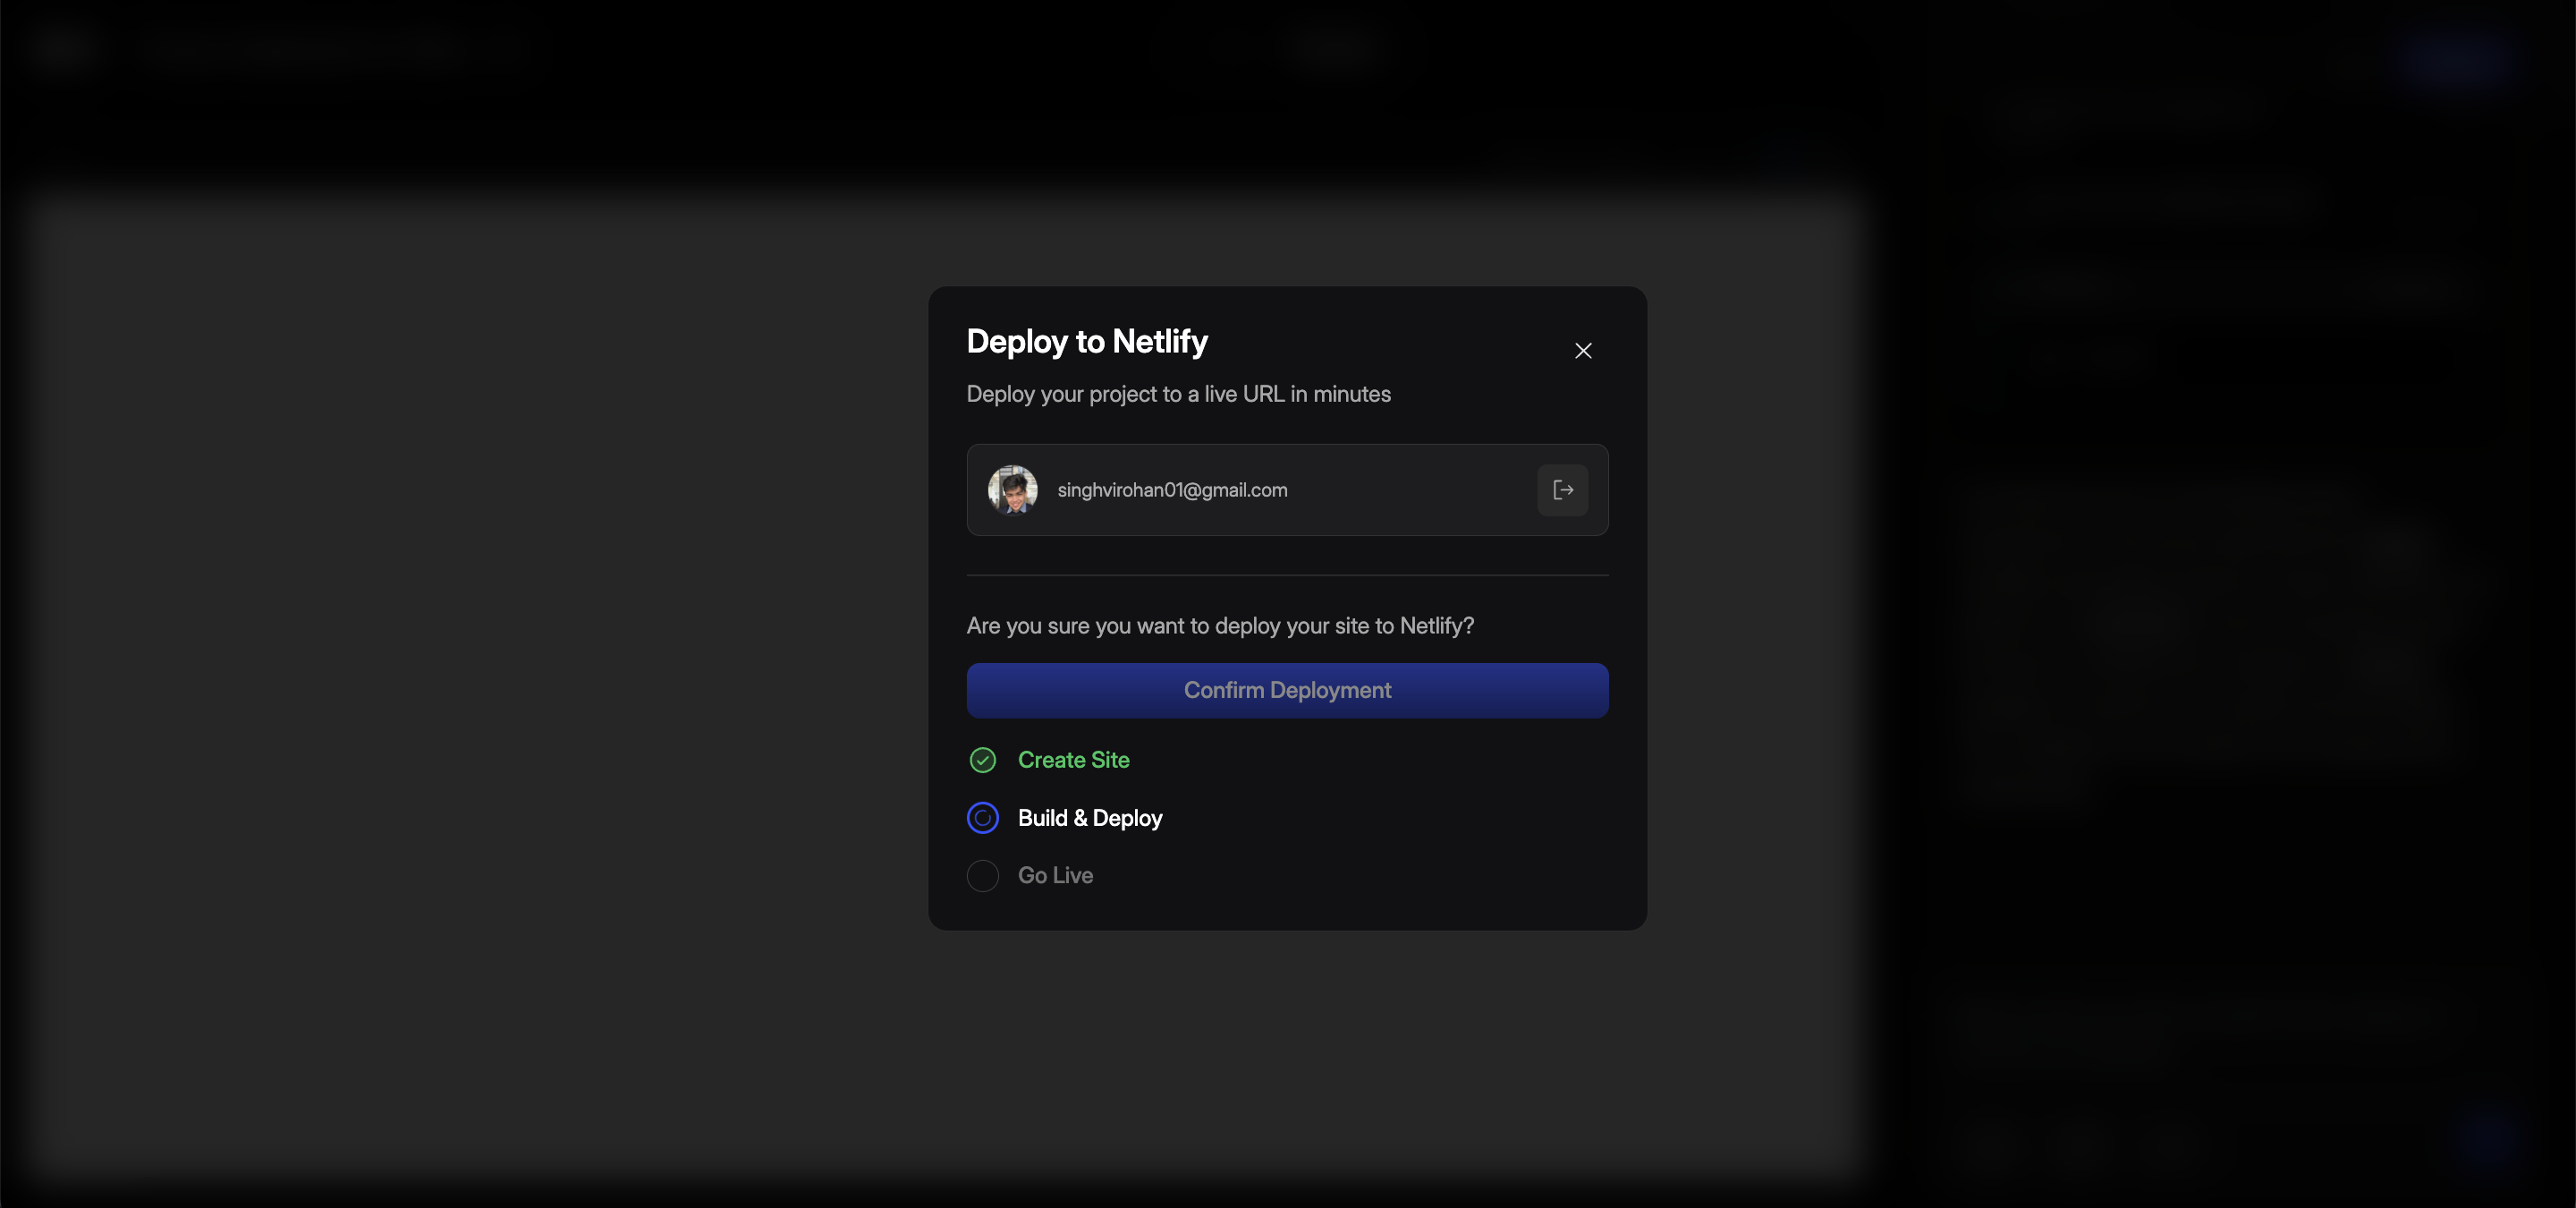 Deploy to Netlify
Deploy your project to a live URL in minutes
singhvirohan01@gmail.com
Are you sure you want to deploy your site to Netlify?
Confirm Deployment
Create Site
Build & Deploy
Go Live